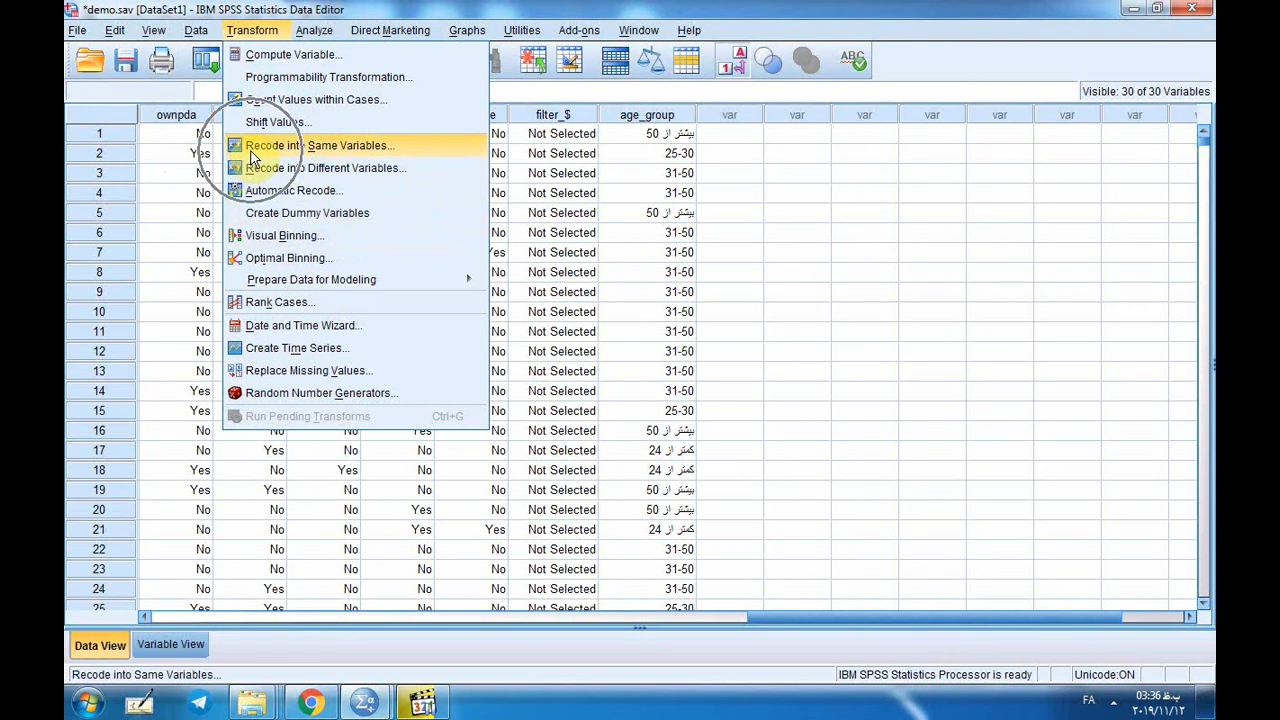 *demo.sav [DataSet1] - IBM SPSS Statistics Data Editor
File Edit View Data Transform Analyze Direct Marketing Graphs Utilities Add-ons Window Help
Compute Variable...
Programmability Transformation...
Count Values within Cases...
Shift Values...
Recode into Same Variables...
Recode into Different Variables...
Automatic Recode...
Create Dummy Variables
Visual Binning...
Optimal Binning...
Prepare Data for Modeling
Rank Cases...
Date and Time Wizard...
Create Time Series...
Replace Missing Values...
Random Number Generators...
Run Pending Transforms Ctrl+G
Visible: 30 of 30 Variables
ownpda filter_$ age_group var var var var var var var
1 No No Not Selected بیشتر از 50
2 Yes No Not Selected 25-30
3 No No Not Selected 31-50
4 No No Not Selected 31-50
5 No No Not Selected بیشتر از 50
6 No No Not Selected 31-50
7 No Yes Not Selected 31-50
8 Yes No Not Selected 31-50
9 No No Not Selected 31-50
10 No No Not Selected 31-50
11 No No Not Selected 31-50
12 No No Not Selected 31-50
13 No No Not Selected 31-50
14 Yes No Not Selected 31-50
15 Yes No Not Selected 25-30
16 No No No Yes No Not Selected بیشتر از 50
17 No Yes No No No Not Selected کمتر از 24
18 Yes No Yes No No Not Selected کمتر از 24
19 Yes Yes No No No Not Selected بیشتر از 50
20 No No No Yes No Not Selected بیشتر از 50
21 No No No Yes Yes Not Selected کمتر از 24
22 No No No No No Not Selected 31-50
23 No No No No No Not Selected 31-50
24 No Yes No No No Not Selected 31-50
25 Yes Yes No No No Not Selected 25-30
Data View Variable View
Recode into Same Variables...
IBM SPSS Statistics Processor is ready Unicode:ON
FA
03:36 ب.ظ
۲۰۱۹/۱۱/۱۲